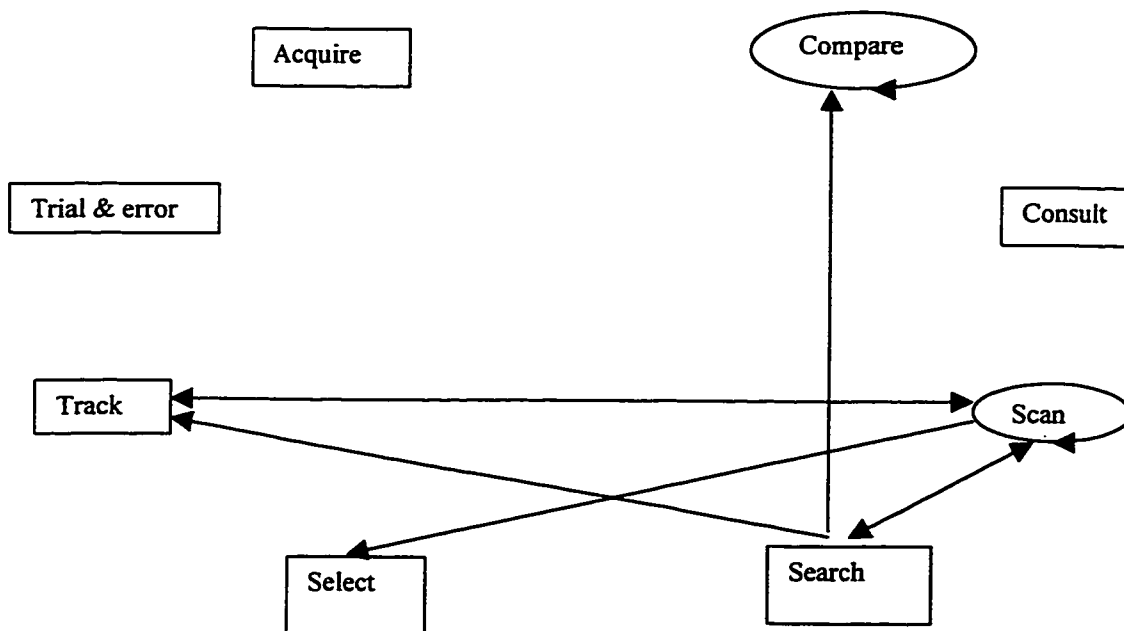 Acquire
Compare
Trial & error
Consult
Track
Scan
Select
Search